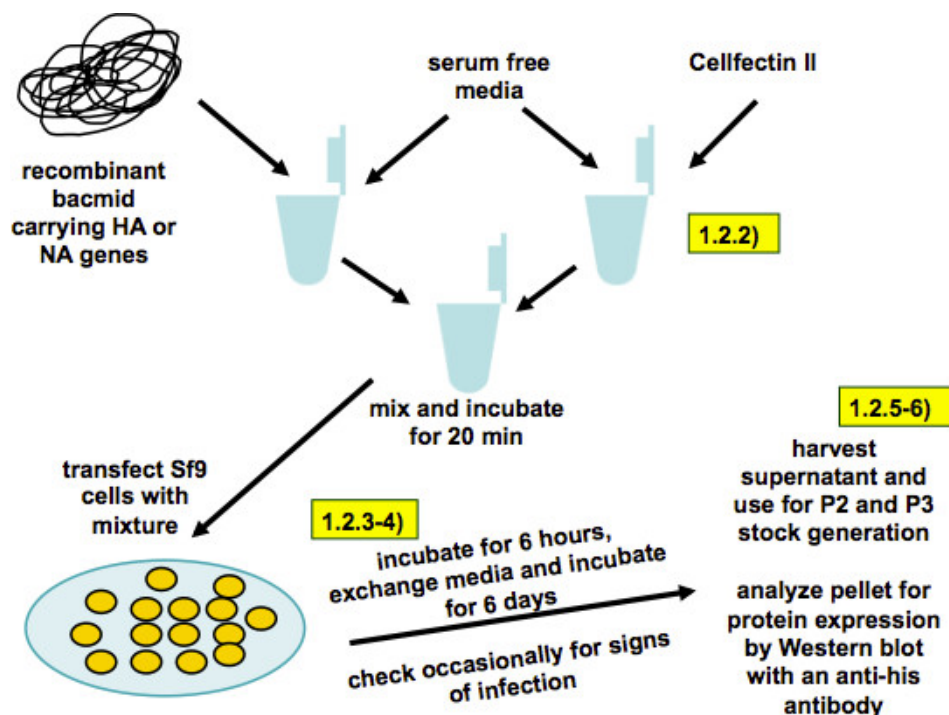 serum free
media
Cellfectin II
recombinant
bacmid
carrying HA or
NA genes
1.2.2)
mix and incubate
for 20 min
transfect Sf9
cells with
mixture
1.2.3-4)
incubate for 6 hours,
exchange media and incubate
for 6 days
check occasionally for signs
of infection
1.2.5-6)
harvest
supernatant and
use for P2 and P3
stock generation
analyze pellet for
protein expression
by Western blot
with an anti-his
antibody